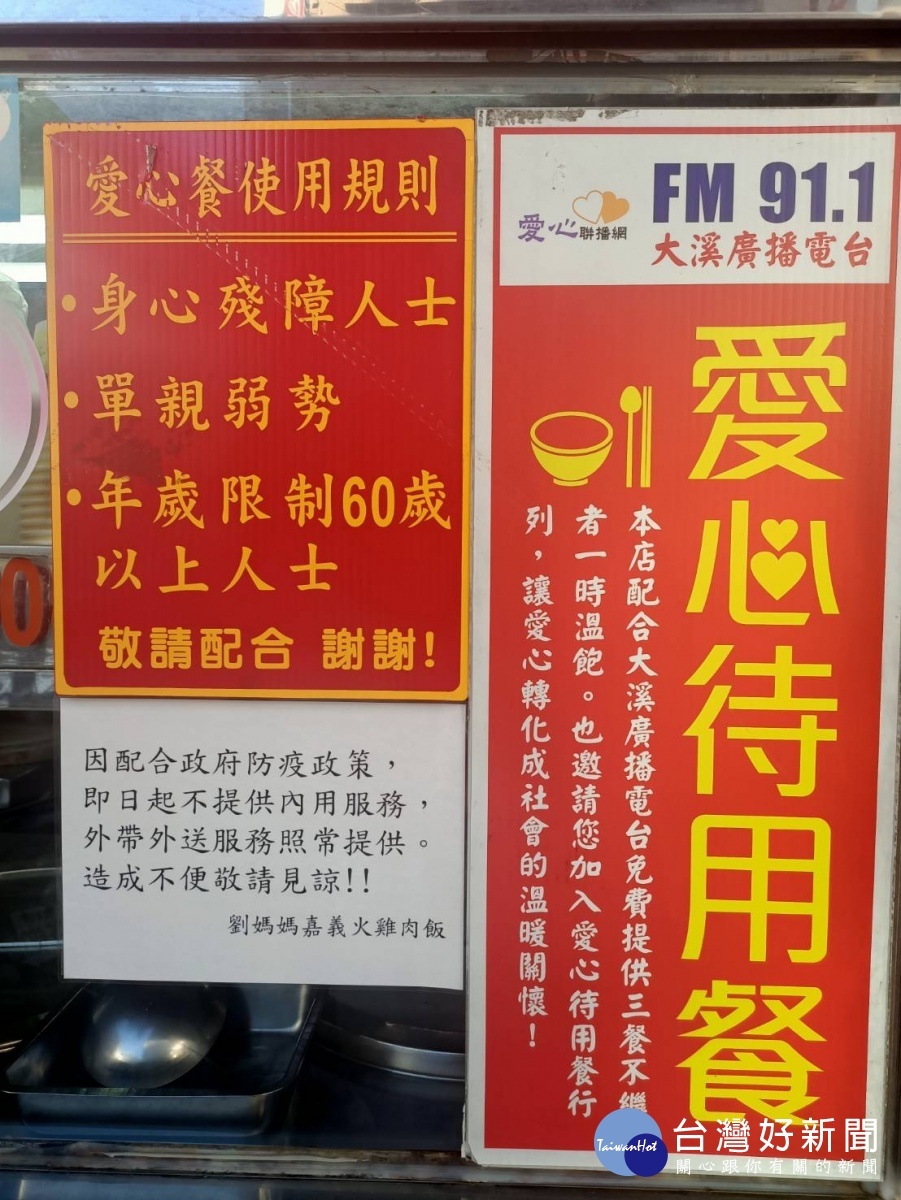 愛心餐使用規則
•身心殘障人士
•單親弱勢
•年歲限制60歲
以上人士
敬請配合 謝謝!
因配合政府防疫政策，
即日起不提供內用服務，
外帶外送服務照常提供。
造成不便敬請見諒!!
劉媽媽嘉義火雞肉飯
愛心聯播網
FM 91.1
大溪廣播電台
愛心待用餐
本店配合大溪廣播電台免費提供三餐不繼
者一時溫飽。也邀請您加入愛心待用餐行
列，讓愛心轉化成社會的溫暖關懷！
0
TaiwanHot
台灣好新聞
關心跟你有關的新聞